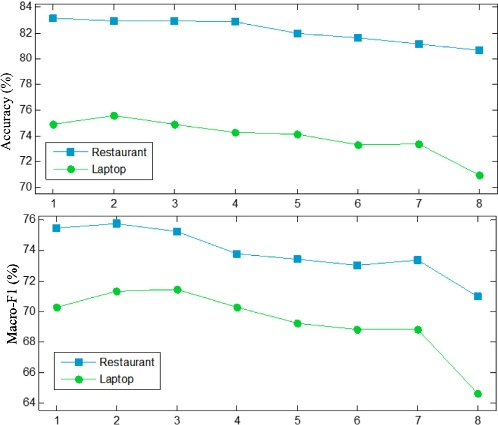 84
82
80
78
76
74
72
70
Accuracy (%)
Restaurant
Laptop
1 2 3 4 5 6 7 8
76
74
72
70
68
66
64
Macro-F1 (%)
Restaurant
Laptop
1 2 3 4 5 6 7 8